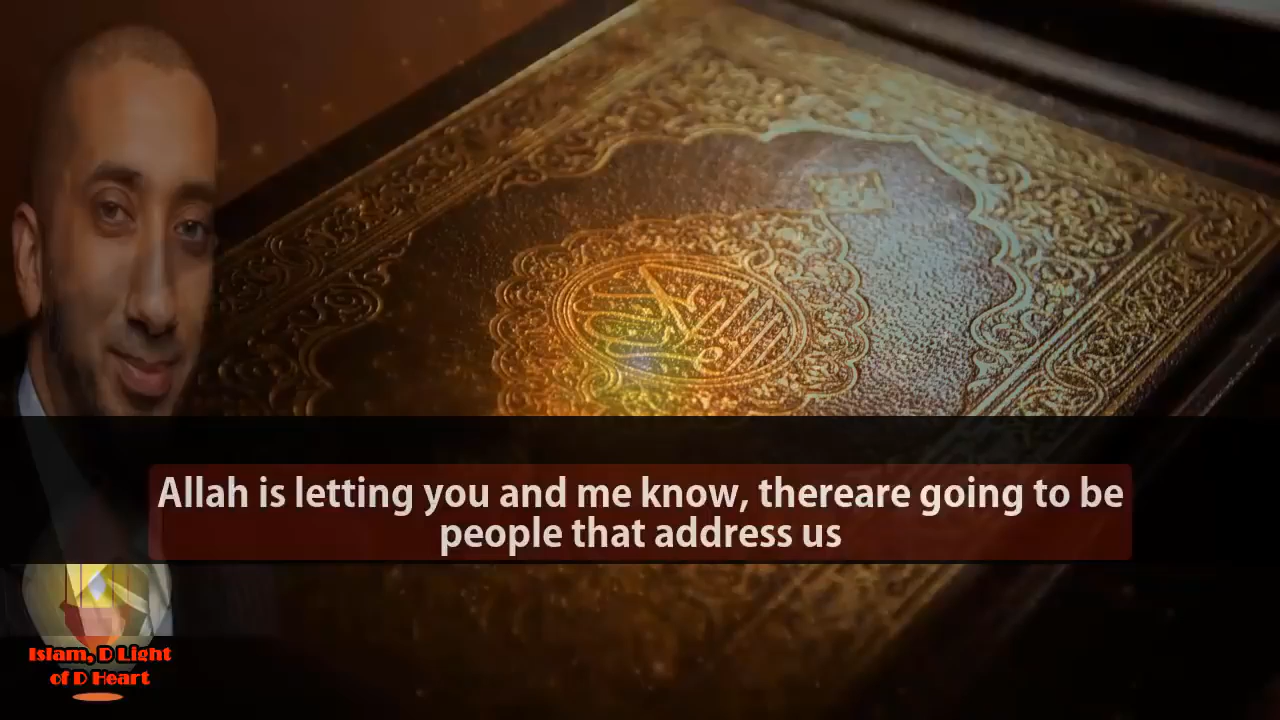 Allah is letting you and me know, thereare going to be
people that address us
Islam, D Light
of D Heart